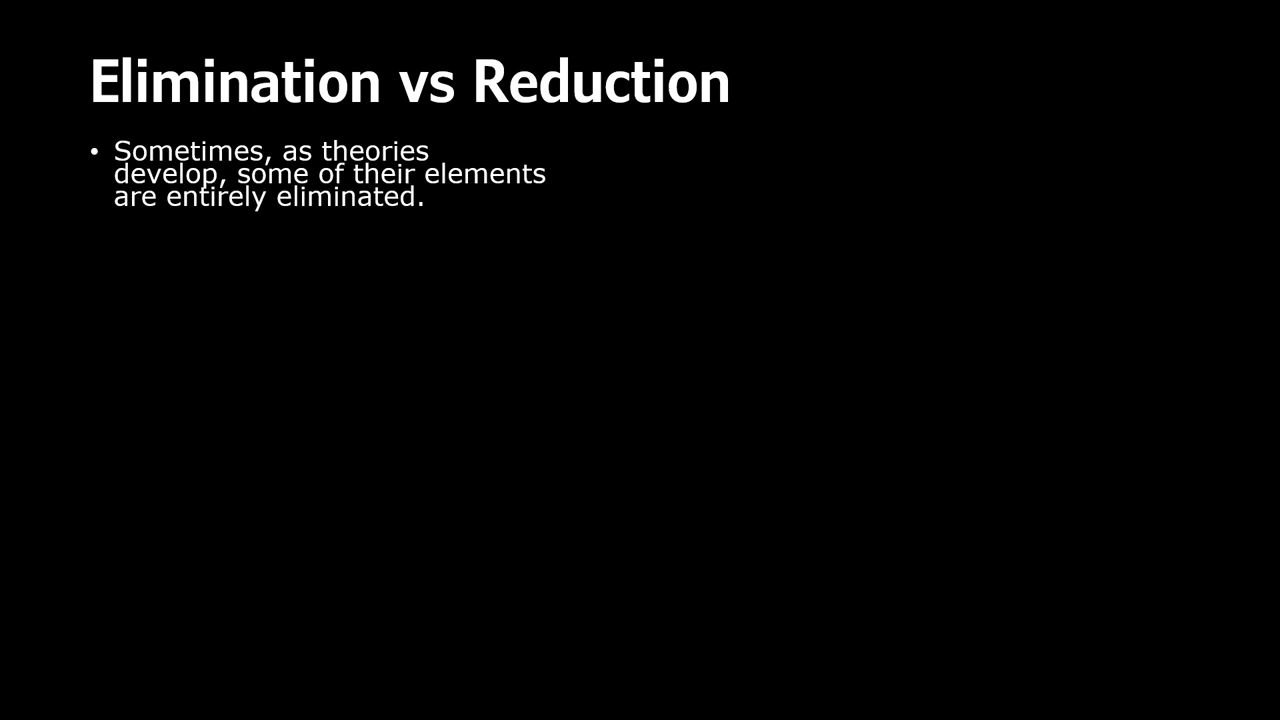 Elimination vs Reduction
• Sometimes, as theories
develop, some of their elements
are entirely eliminated.